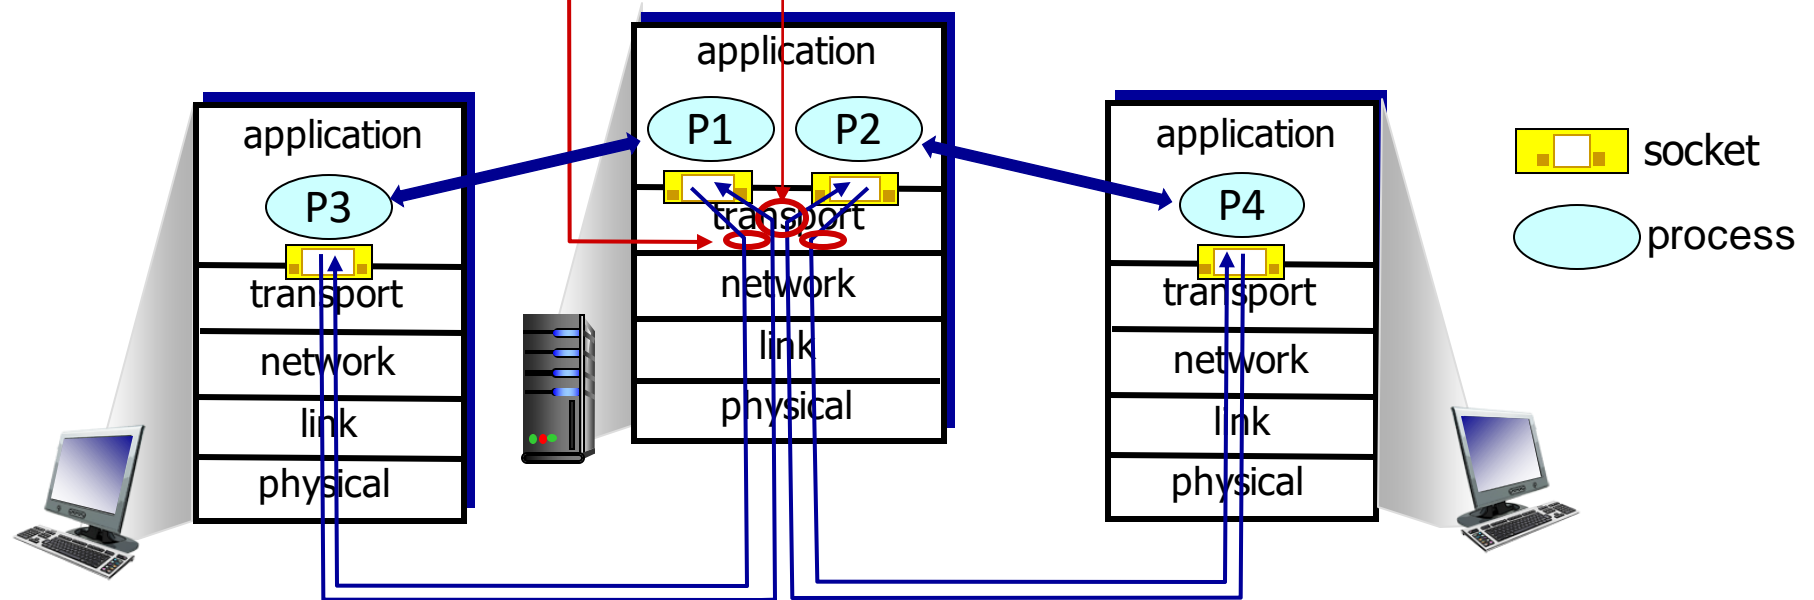 application
P3
transport
network
link
physical
application
P1
P2
transport
network
link
physical
application
P4
transport
network
link
physical
socket
process